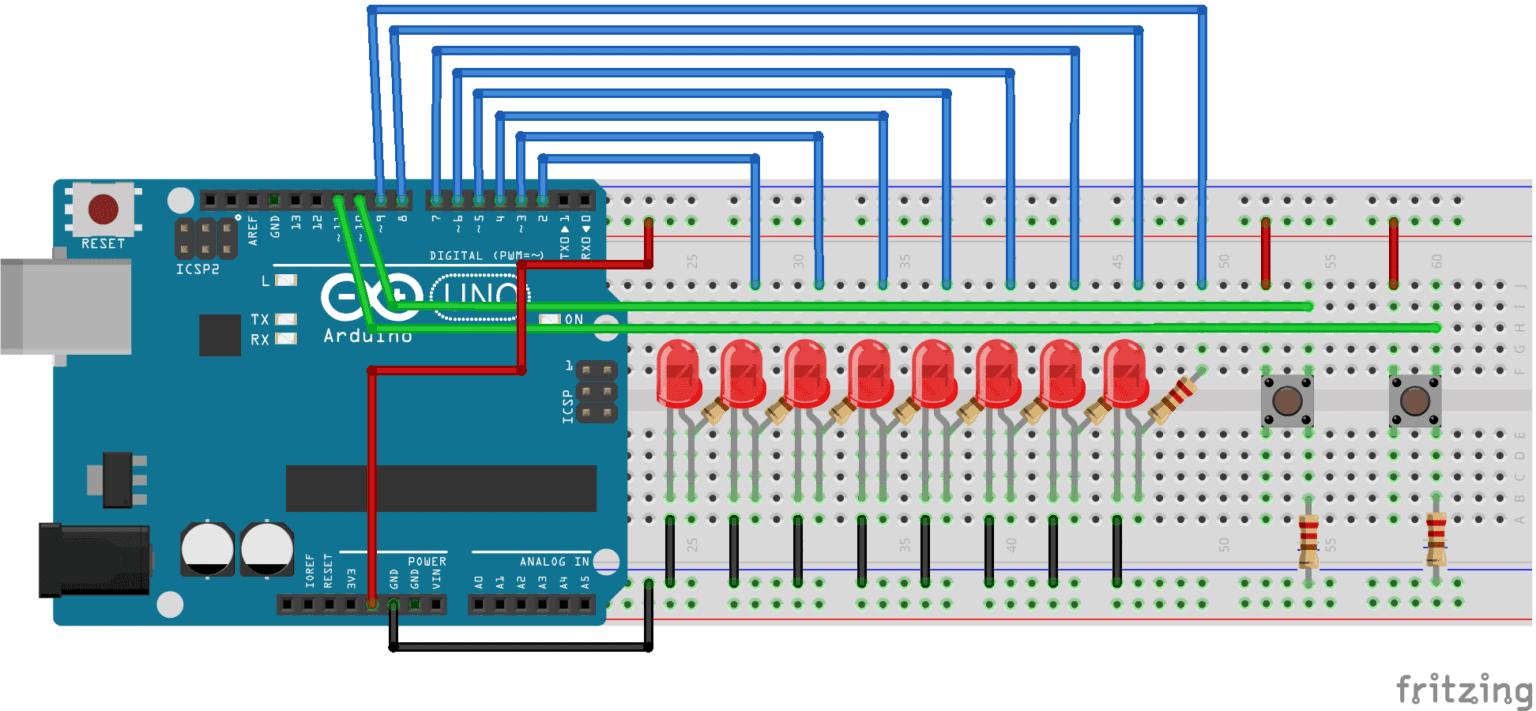 RESET
ICSP2
AREF
GND
13
12
~11
~10
~9
8
7
~6
~5
4
~3
2
TX0▶1
RX0◀0
DIGITAL (PWM=~)
L
TX
RX
UNO
Arduino
ON
1
ICSP
IOREF
RESET
3V3
GND
GND
VIN
POWER
ANALOG IN
A0
A1
A2
A3
A4
A5
25
30
35
45
50
55
60
J
I
H
G
F
E
D
C
B
A
25
35
40
50
55
fritzing